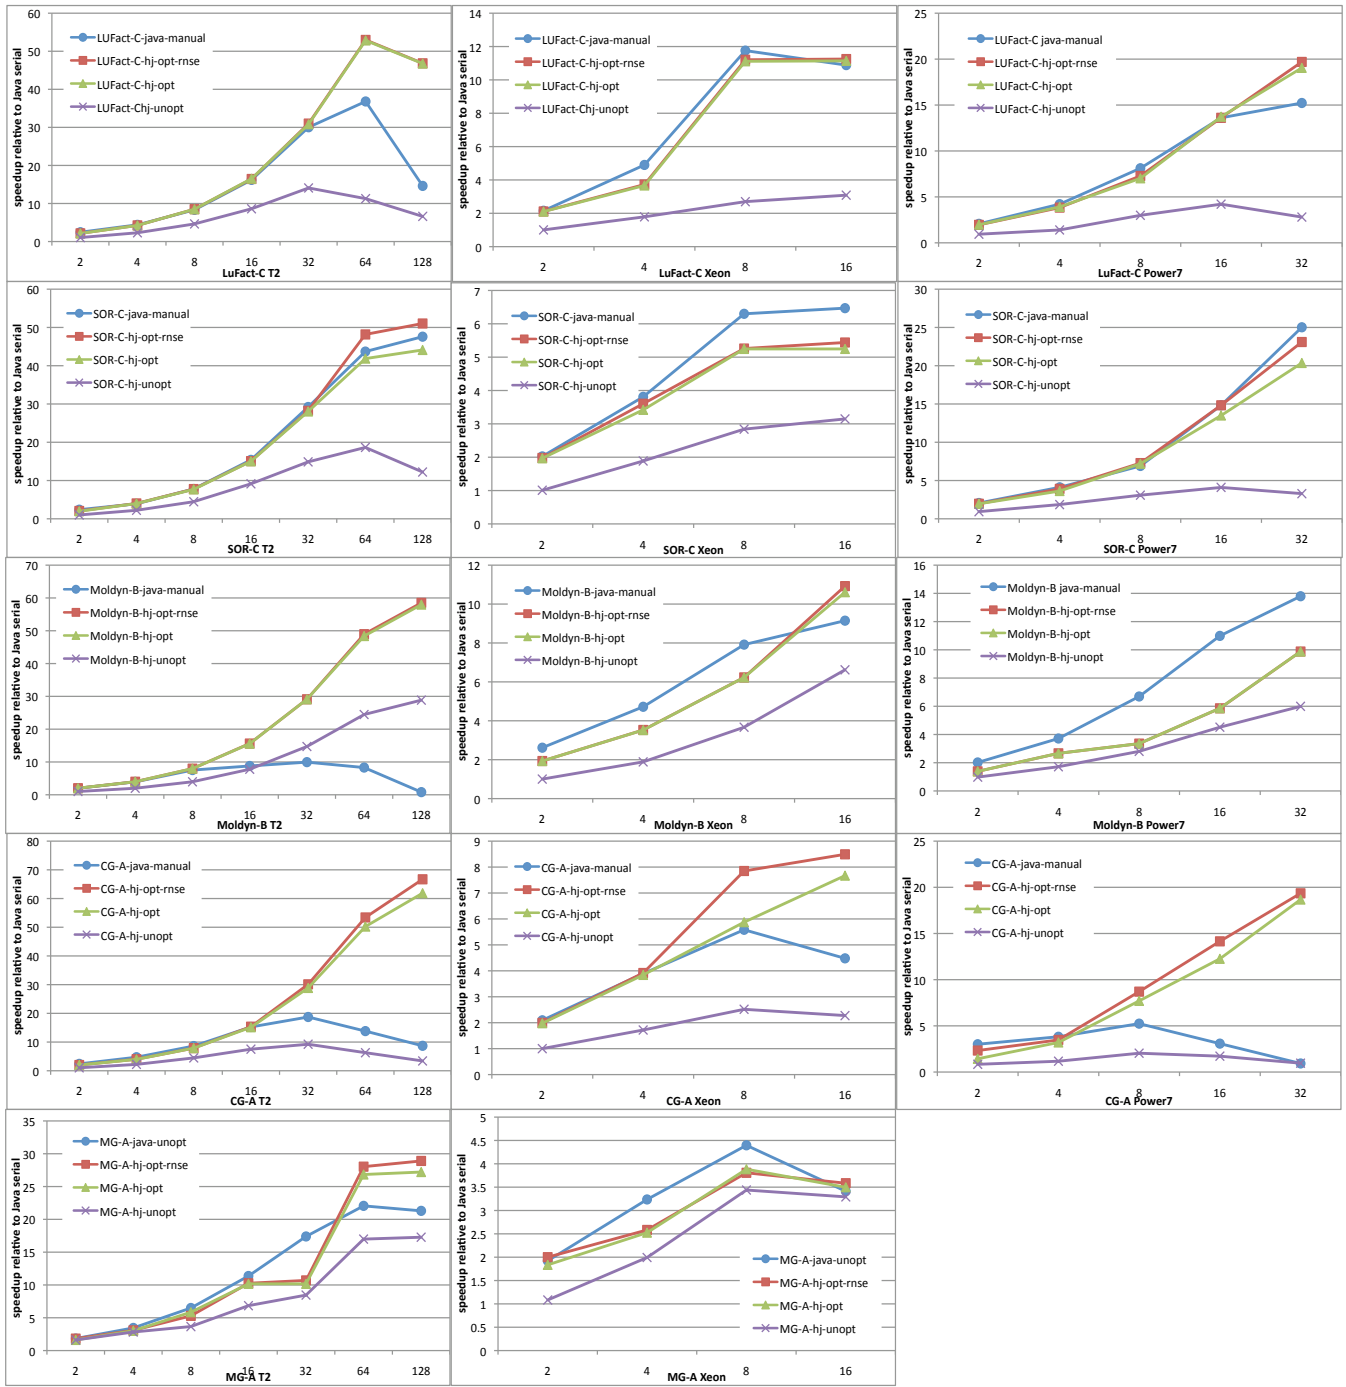 speedup relative to Java serial
60
50
40
30
20
10
0
LUFact-C-java-manual
LUFact-C-hj-opt-rnse
LUFact-C-hj-opt
LUFact-Chj-unopt
2 4 8 16 32 64 128
LuFact-C T2
speedup relative to Java serial
14
12
10
8
6
4
2
0
LUFact-C-java-manual
LUFact-C-hj-opt-rnse
LUFact-C-hj-opt
LUFact-Chj-unopt
2 4 8 16
LuFact-C Xeon
speedup relative to Java serial
25
20
15
10
5
0
LUFact-C java-manual
LUFact-C-hj-opt-rnse
LUFact-C-hj-opt
LUFact-C-hj-unopt
2 4 8 16 32
LuFact-C Power7
speedup relative to Java serial
60
50
40
30
20
10
0
SOR-C-java-manual
SOR-C-hj-opt-rnse
SOR-C-hj-opt
SOR-C-hj-unopt
2 4 8 16 32 64 128
SOR-C T2
speedup relative to Java serial
7
6
5
4
3
2
1
0
SOR-C-java-manual
SOR-C-hj-opt-rnse
SOR-C-hj-opt
SOR-C-hj-unopt
2 4 8 16
SOR-C Xeon
speedup relative to Java serial
30
25
20
15
10
5
0
SOR-C-java-manual
SOR-C-hj-opt-rnse
SOR-C-hj-opt
SOR-C-hj-unopt
2 4 8 16 32
SOR-C Power7
speedup relative to Java serial
70
60
50
40
30
20
10
0
Moldyn-B-java-manual
Moldyn-B-hj-opt-rnse
Moldyn-B-hj-opt
Moldyn-B-hj-unopt
2 4 8 16 32 64 128
Moldyn-B T2
speedup relative to Java serial
12
10
8
6
4
2
0
Moldyn-B-java-manual
Moldyn-B-hj-opt-rnse
Moldyn-B-hj-opt
Moldyn-B-hj-unopt
2 4 8 16
Moldyn-B Xeon
speedup relative to Java serial
16
14
12
10
8
6
4
2
0
Moldyn-B java-manual
Moldyn-B-hj-opt-rnse
Moldyn-B-hj-opt
Moldyn-B-hj-unopt
2 4 8 16 32
Moldyn-B Power7
speedup relative to Java serial
80
70
60
50
40
30
20
10
0
CG-A-java-manual
CG-A-hj-opt-rnse
CG-A-hj-opt
CG-A-hj-unopt
2 4 8 16 32 64 128
CG-A T2
speedup relative to Java serial
9
8
7
6
5
4
3
2
1
0
CG-A-java-manual
CG-A-hj-opt-rnse
CG-A-hj-opt
CG-A-hj-unopt
2 4 8 16
CG-A Xeon
speedup relative to Java serial
25
20
15
10
5
0
CG-A-java-manual
CG-A-hj-opt-rnse
CG-A-hj-opt
CG-A-hj-unopt
2 4 8 16 32
CG-A Power7
speedup relative to Java serial
35
30
25
20
15
10
5
0
MG-A-java-unopt
MG-A-hj-opt-rnse
MG-A-hj-opt
MG-A-hj-unopt
2 4 8 16 32 64 128
MG-A T2
speedup relative to Java serial
5
4.5
4
3.5
3
2.5
2
1.5
1
0.5
0
MG-A-java-unopt
MG-A-hj-opt-rnse
MG-A-hj-opt
MG-A-hj-unopt
2 4 8 16
MG-A Xeon